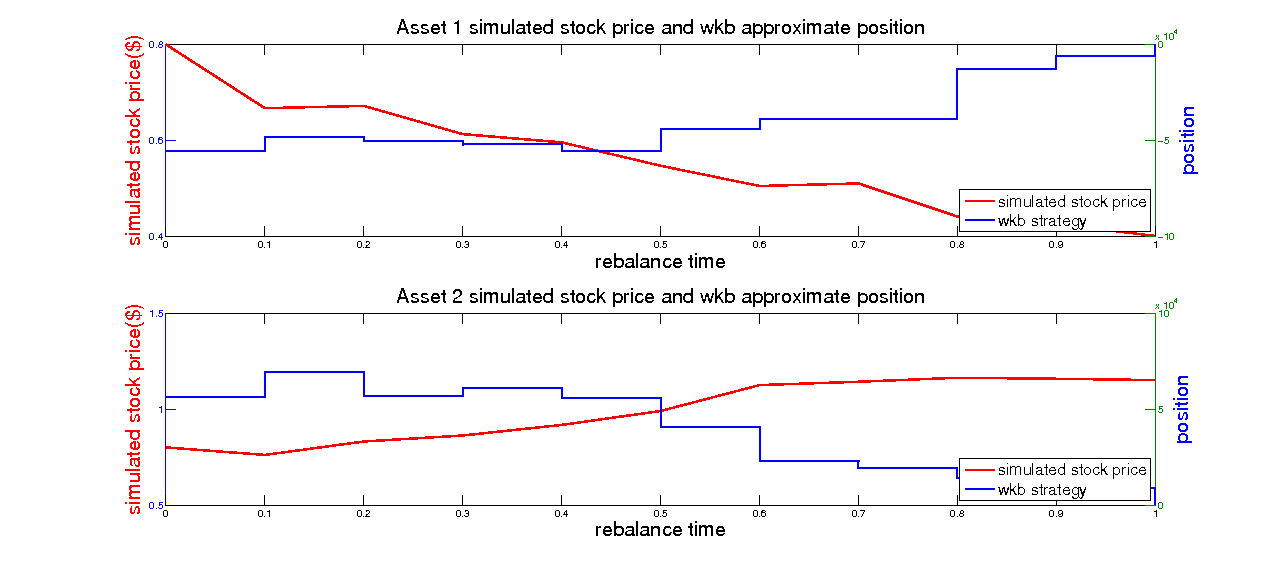 Asset 1 simulated stock price and wkb approximate position
x 10^4
simulated stock price($)
0.8
0.6
0.4
0
-5
-10
position
simulated stock price
wkb strategy
0 0.1 0.2 0.3 0.4 0.5 0.6 0.7 0.8 0.9 1
rebalance time
Asset 2 simulated stock price and wkb approximate position
x 10^4
simulated stock price($)
1.5
1
0.5
10
5
0
position
simulated stock price
wkb strategy
0 0.1 0.2 0.3 0.4 0.5 0.6 0.7 0.8 0.9 1
rebalance time